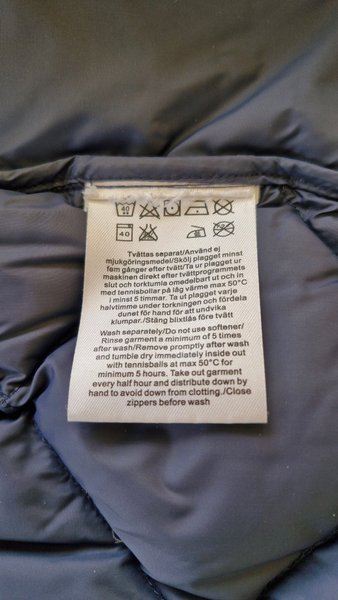 40
40
40
Tvättas separat/Använd ej
mjukgöringsmedel/Skölj plagget minst
fem gånger efter tvätt/Ta ur plagget ur
maskinen direkt efter tvättprogrammets
slut och torktumla omedelbart ut och in
med tennisbollar på låg värme max 50°C
i minst 5 timmar. Ta ut plagget varje
halvtimme under torkningen och fördela
dunet för hand för att undvika
klumpar./Stäng blixtlås före tvätt
Wash separately/Do not use softener/
Rinse garment a minimum of 5 times
after wash/Remove promptly after wash
and tumble dry immediately inside out
with tennisballs at max 50°C for
minimum 5 hours. Take out garment
every half hour and distribute down by
hand to avoid down from clotting./Close
zippers before wash